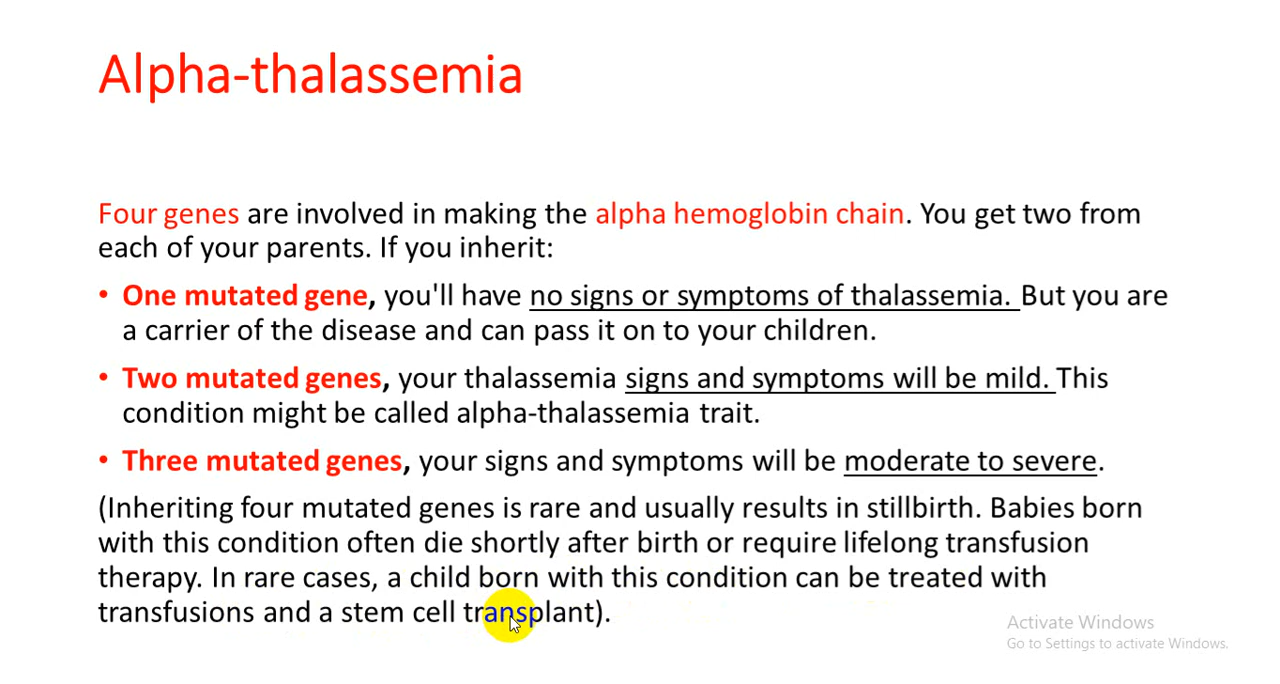 Alpha-thalassemia
Four genes are involved in making the alpha hemoglobin chain. You get two from
each of your parents. If you inherit:
• One mutated gene, you'll have no signs or symptoms of thalassemia. But you are
a carrier of the disease and can pass it on to your children.
• Two mutated genes, your thalassemia signs and symptoms will be mild. This
condition might be called alpha-thalassemia trait.
• Three mutated genes, your signs and symptoms will be moderate to severe.
(Inheriting four mutated genes is rare and usually results in stillbirth. Babies born
with this condition often die shortly after birth or require lifelong transfusion
therapy. In rare cases, a child born with this condition can be treated with
transfusions and a stem cell transplant).
Activate Windows
Go to Settings to activate Windows.